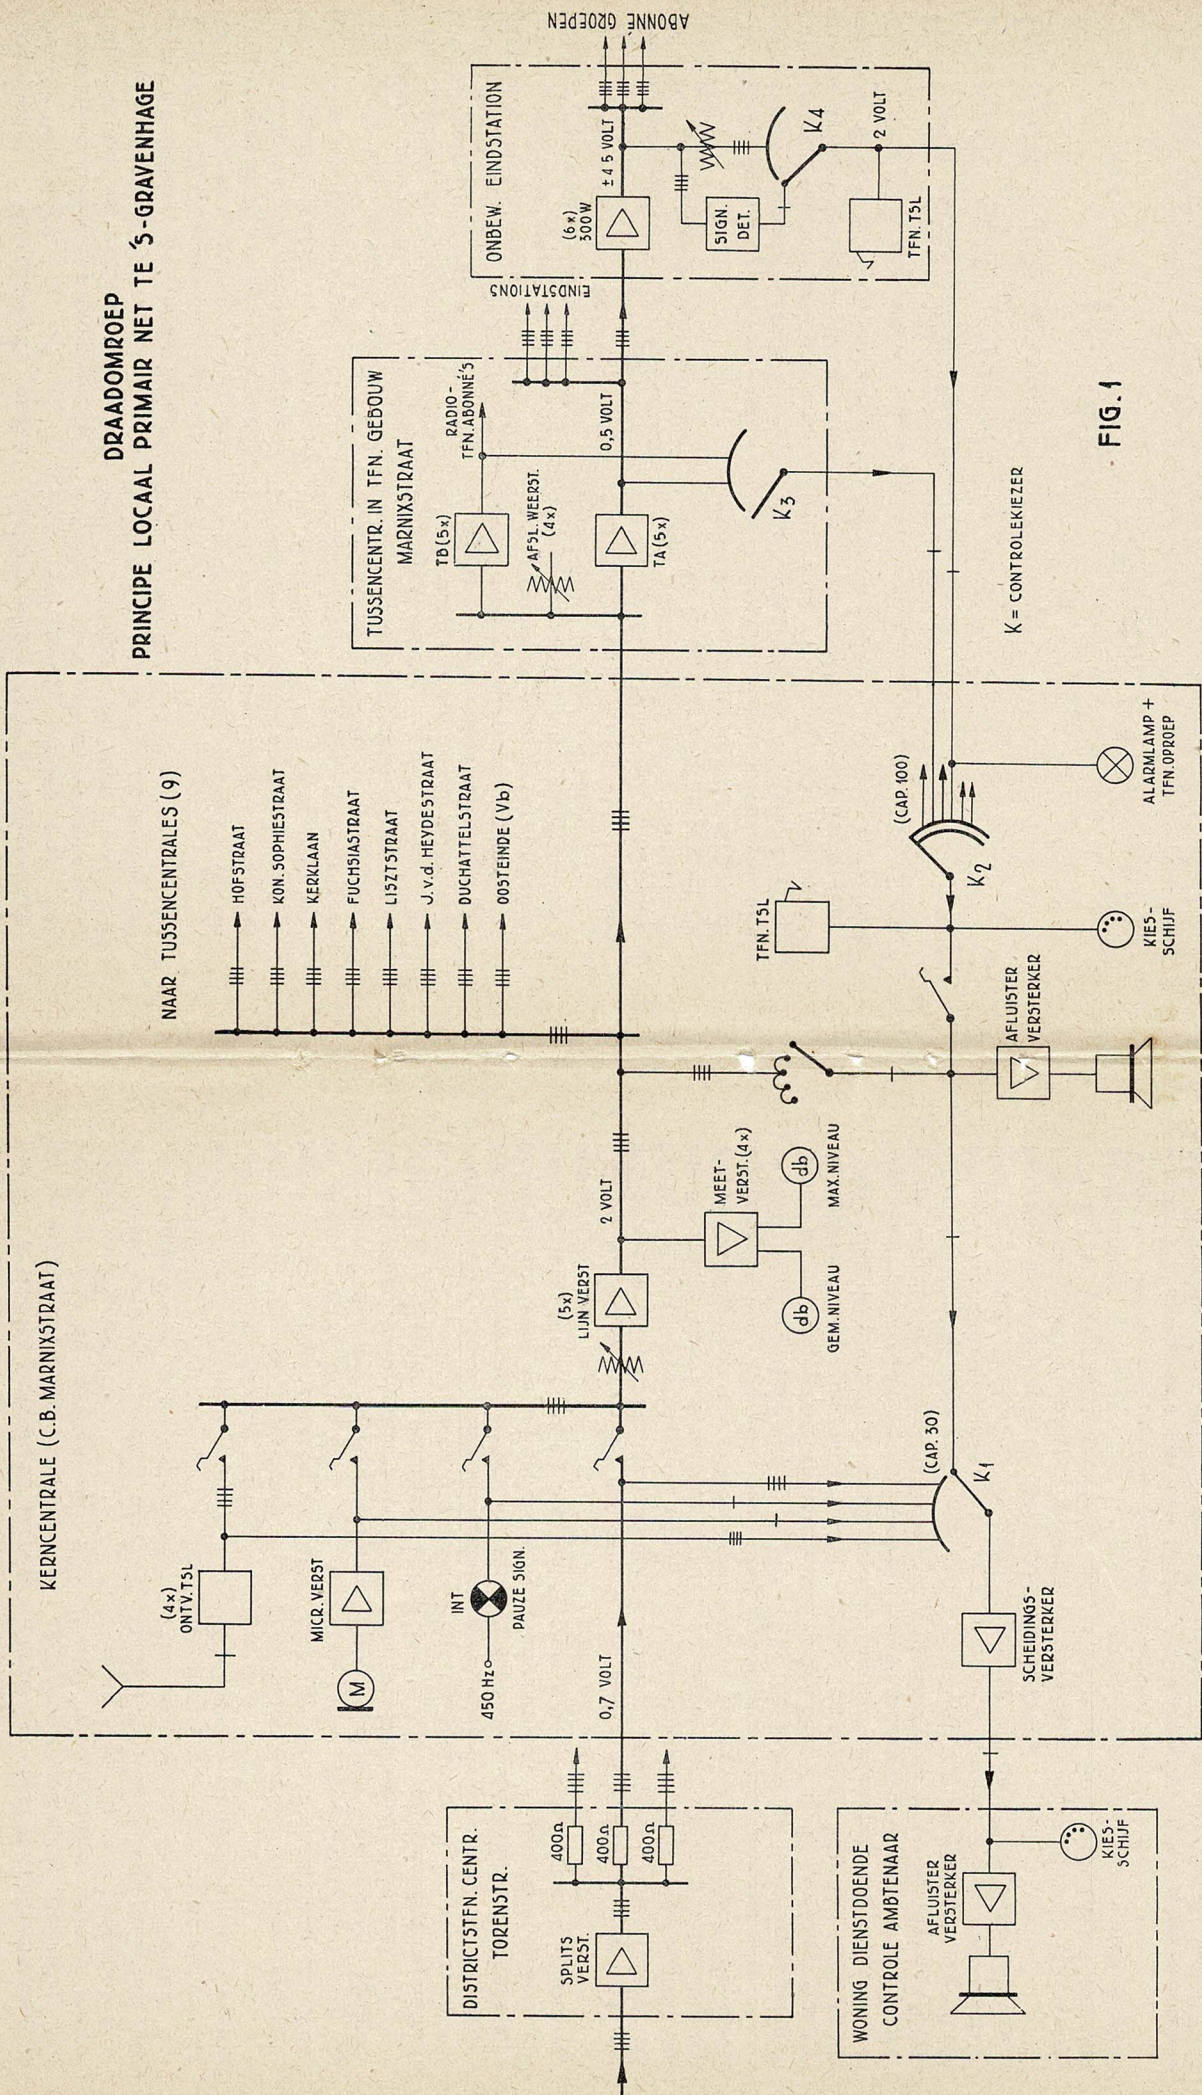 DRAADOMROEP
PRINCIPE LOCAAL PRIMAIR NET TE 'S-GRAVENHAGE
KERNCENTRALE (C.B. MARNIXSTRAAT)
NAAR TUSSENCENTRALES (9)
HOFSTRAAT
KON. SOPHIESTRAAT
KERKLAAN
FUCHSIASTRAAT
LISZTSTRAAT
J.v.d. HEYDESTRAAT
DUCHATTELSTRAAT
OOSTEINDE (Vb)
(4x)
ONTV. TSL
MICR. VERST
M
INT
PAUZE SIGN.
450 Hz
0,7 VOLT
(5x)
LIJN VERST
2 VOLT
MEET-
VERST. (4x)
db
GEM. NIVEAU
db
MAX. NIVEAU
(CAP. 30)
K1
SCHEIDINGS-
VERSTERKER
AFLUISTER
VERSTERKER
TFN. TSL
KIES-
SCHIJF
K2
(CAP. 100)
ALARMLAMP +
TFN. OPROEP
DISTRICTSTFN. CENTR.
TORENSTR.
SPLITS
VERST.
400Ω
400Ω
400Ω
WONING DIENSTDOENDE
CONTROLE AMBTENAAR
AFLUISTER
VERSTERKER
KIES-
SCHIJF
TUSSENCENTR. IN TFN. GEBOUW
MARNIXSTRAAT
TB (5x)
RADIO-
TFN. ABONNÉ'S
AFSL. WEERST.
(4x)
TA (5x)
0,5 VOLT
K3
EINDSTATIONS
ONBEW. EINDSTATION
(6x)
300 W
±45 VOLT
SIGN.
DET.
K4
TFN. TSL
2 VOLT
ABONNÉ GROEPEN
K = CONTROLEKIEZER
FIG. 1